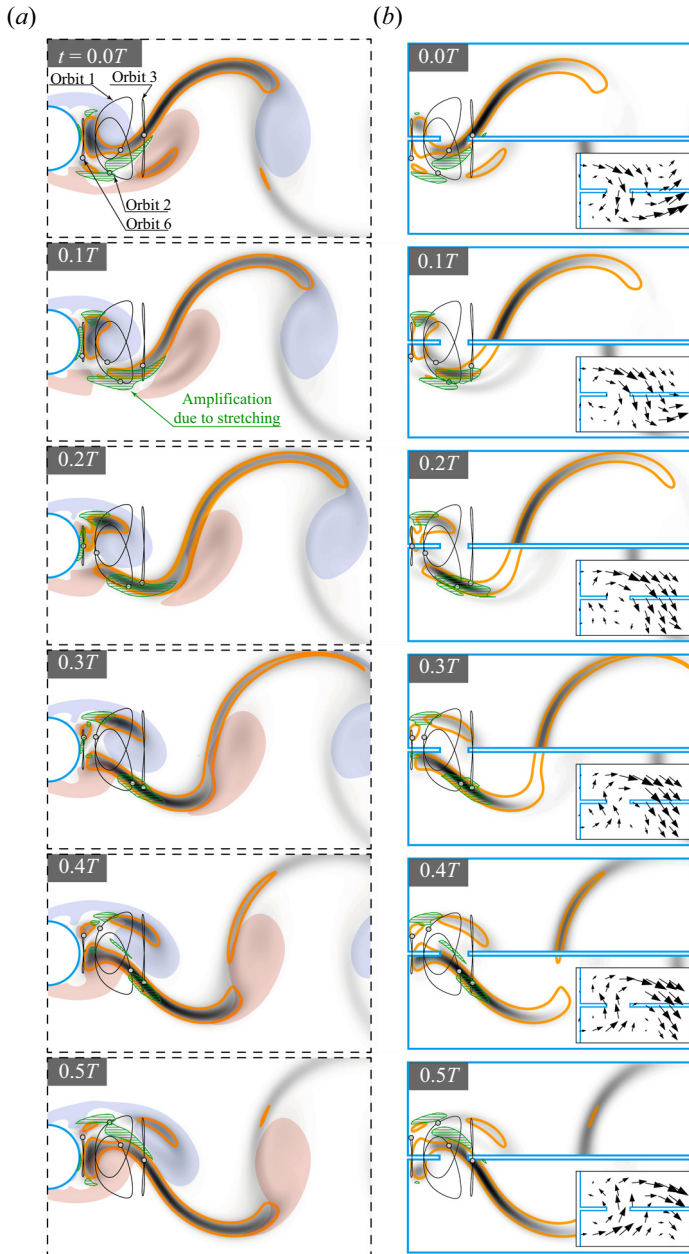 (a)
(b)
t = 0.0T
Orbit 1
Orbit 3
Orbit 2
Orbit 6
0.0T
0.1T
Amplification
due to stretching
0.1T
0.2T
0.2T
0.3T
0.3T
0.4T
0.4T
0.5T
0.5T